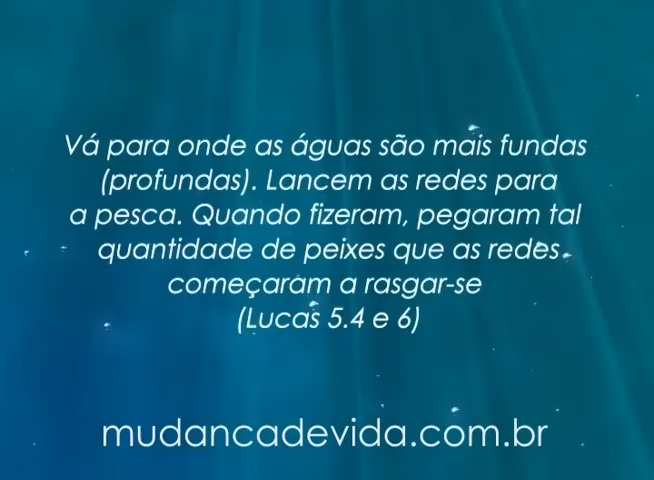 Vá para onde as águas são mais fundas
(profundas). Lancem as redes para
a pesca. Quando fizeram, pegaram tal
quantidade de peixes que as redes
começaram a rasgar-se
(Lucas 5.4 e 6)
mudancadevida.com.br